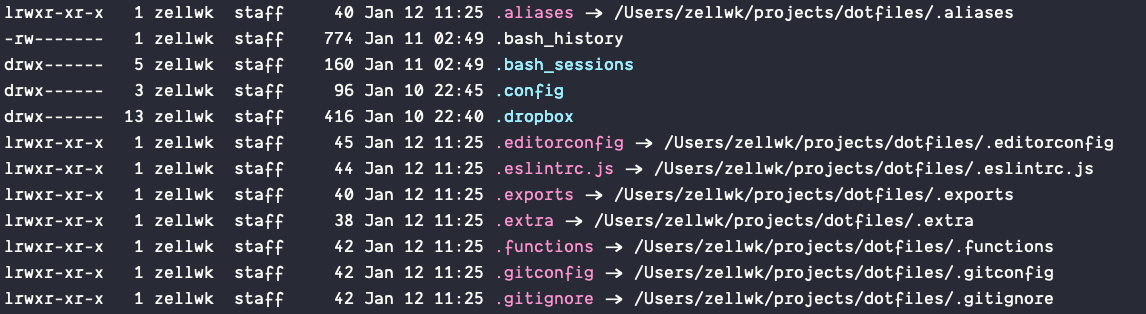 lrwxr-xr-x   1 zellwk  staff     40 Jan 12 11:25 .aliases -> /Users/zellwk/projects/dotfiles/.aliases
-rw-------   1 zellwk  staff    774 Jan 11 02:49 .bash_history
drwx------   5 zellwk  staff    160 Jan 11 02:49 .bash_sessions
drwx------   3 zellwk  staff     96 Jan 10 22:45 .config
drwx------  13 zellwk  staff    416 Jan 10 22:40 .dropbox
lrwxr-xr-x   1 zellwk  staff     45 Jan 12 11:25 .editorconfig -> /Users/zellwk/projects/dotfiles/.editorconfig
lrwxr-xr-x   1 zellwk  staff     44 Jan 12 11:25 .eslintrc.js -> /Users/zellwk/projects/dotfiles/.eslintrc.js
lrwxr-xr-x   1 zellwk  staff     40 Jan 12 11:25 .exports -> /Users/zellwk/projects/dotfiles/.exports
lrwxr-xr-x   1 zellwk  staff     38 Jan 12 11:25 .extra -> /Users/zellwk/projects/dotfiles/.extra
lrwxr-xr-x   1 zellwk  staff     42 Jan 12 11:25 .functions -> /Users/zellwk/projects/dotfiles/.functions
lrwxr-xr-x   1 zellwk  staff     42 Jan 12 11:25 .gitconfig -> /Users/zellwk/projects/dotfiles/.gitconfig
lrwxr-xr-x   1 zellwk  staff     42 Jan 12 11:25 .gitignore -> /Users/zellwk/projects/dotfiles/.gitignore